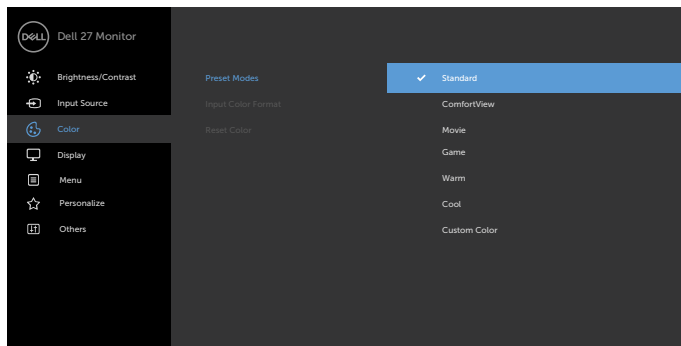 DELL Dell 27 Monitor
Brightness/Contrast
Input Source
Color
Display
Menu
Personalize
Others
Preset Modes
Input Color Format
Reset Color
Standard
ComfortView
Movie
Game
Warm
Cool
Custom Color